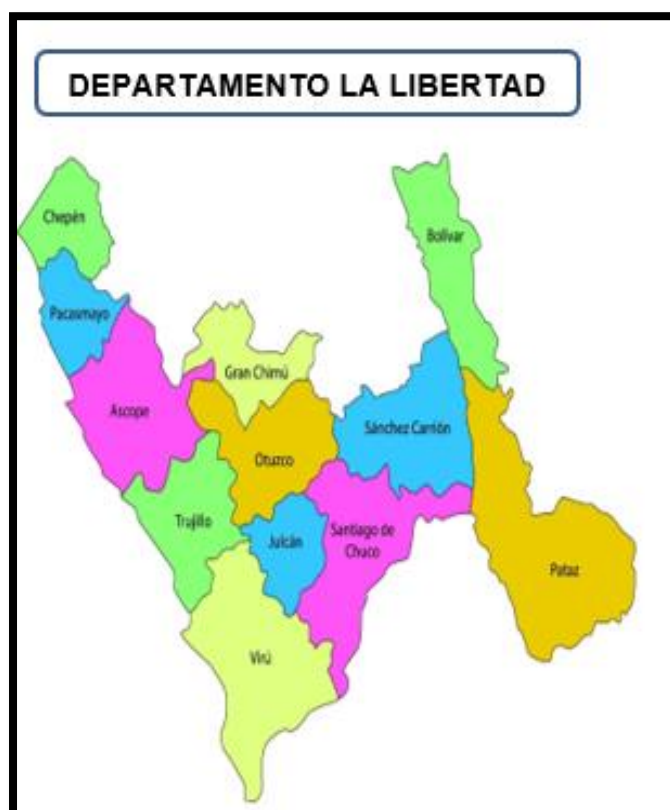 DEPARTAMENTO LA LIBERTAD
Chepén
Bolívar
Pacasmayo
Gran Chimú
Ascope
Sánchez Carrión
Otuzco
Trujillo
Julcán
Santiago de
Chuco
Pataz
Virú